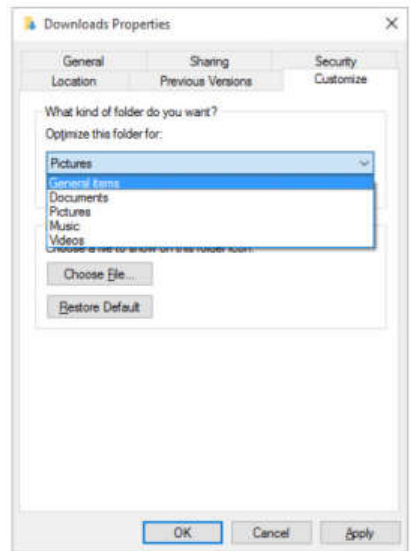 Downloads Properties
General Sharing Security
Location Previous Versions Customize
What kind of folder do you want?
Optimize this folder for:
Pictures
General items
Documents
Pictures
Music
Videos
Choose a file to show on this folder icon.
Choose File...
Restore Default
OK Cancel Apply